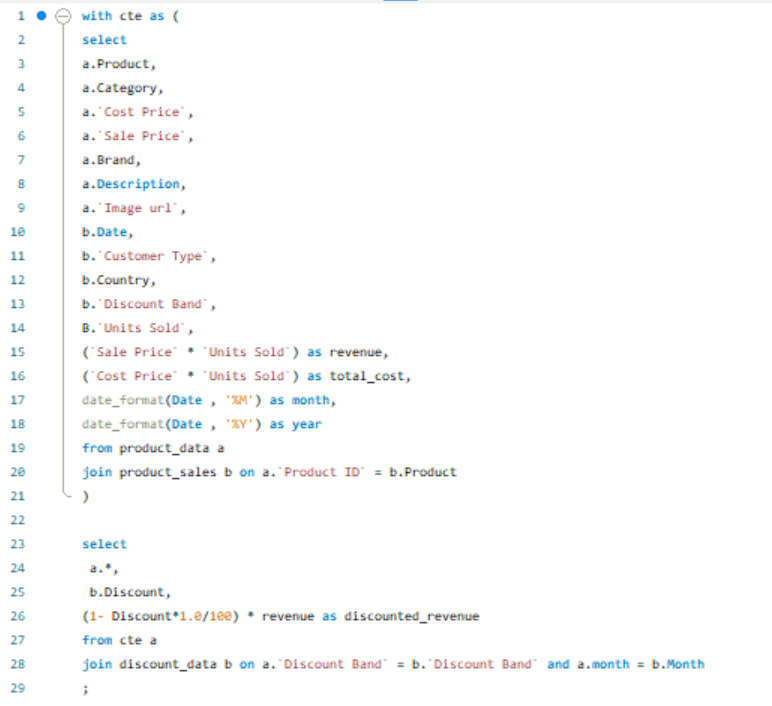 1 with cte as (
2 select
3 a.Product,
4 a.Category,
5 a.`Cost Price`,
6 a.`Sale Price`,
7 a.Brand,
8 a.Description,
9 a.`Image url`,
10 b.Date,
11 b.`Customer Type`,
12 b.Country,
13 b.`Discount Band`,
14 B.`Units Sold`,
15 (`Sale Price` * `Units Sold`) as revenue,
16 (`Cost Price` * `Units Sold`) as total_cost,
17 date_format(Date , '%M') as month,
18 date_format(Date , '%Y') as year
19 from product_data a
20 join product_sales b on a.`Product ID` = b.Product
21 )
22
23 select
24 a.*,
25 b.Discount,
26 (1- Discount*1.0/100) * revenue as discounted_revenue
27 from cte a
28 join discount_data b on a.`Discount Band` = b.`Discount Band` and a.month = b.Month
29 ;